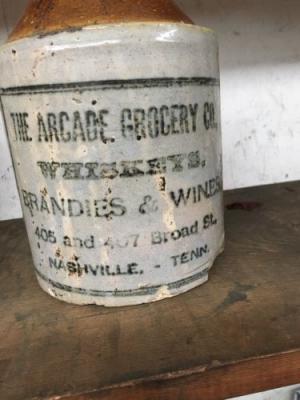 THE ARCADE GROCERY CO.,
WHISKEYS,
BRANDIES & WINES
405 and 407 Broad St.,
NASHVILLE, - TENN.